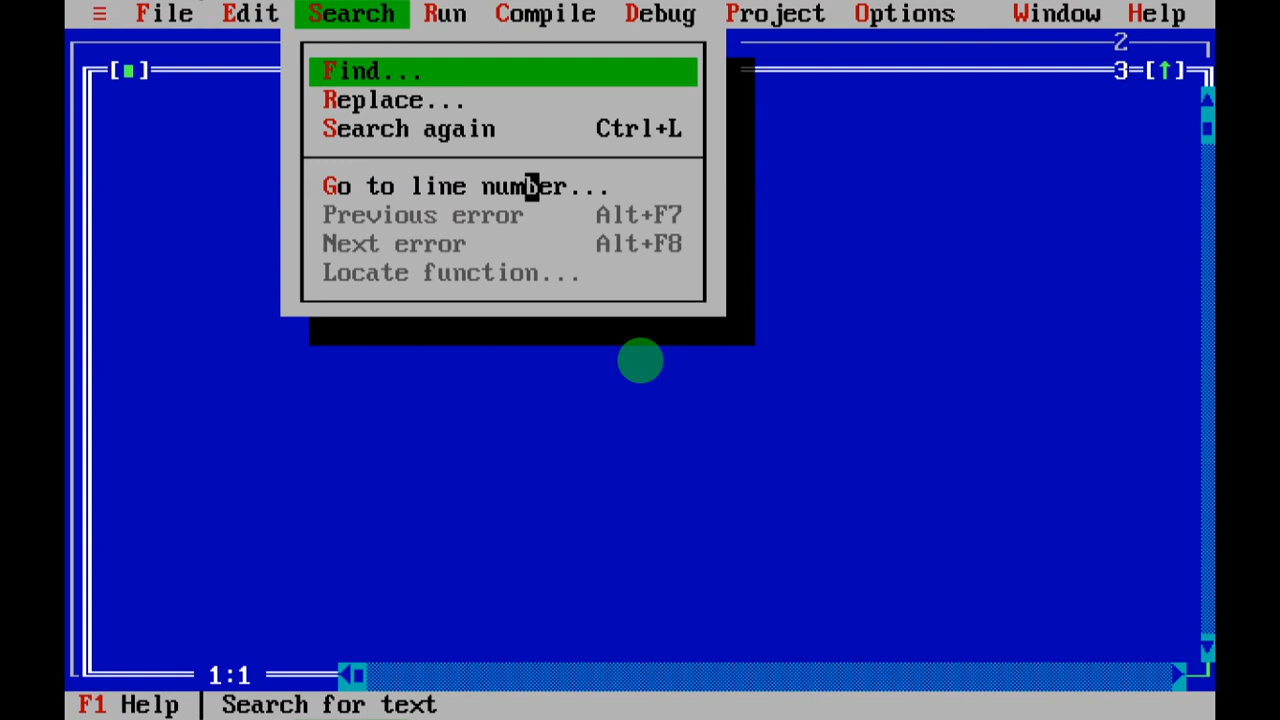 ≡ File Edit Search Run Compile Debug Project Options Window Help
2
[■] 3=[↑]
Find...
Replace...
Search again Ctrl+L
Go to line number...
Previous error Alt+F7
Next error Alt+F8
Locate function...
1:1
F1 Help | Search for text